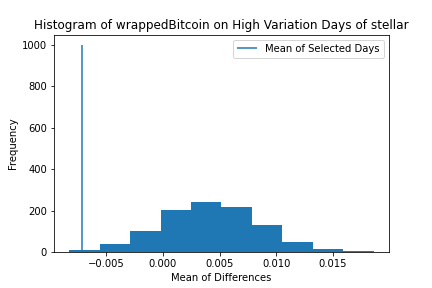 Histogram of wrappedBitcoin on High Variation Days of stellar
Mean of Selected Days
1000
800
600
400
200
0
Frequency
-0.005
0.000
0.005
0.010
0.015
Mean of Differences